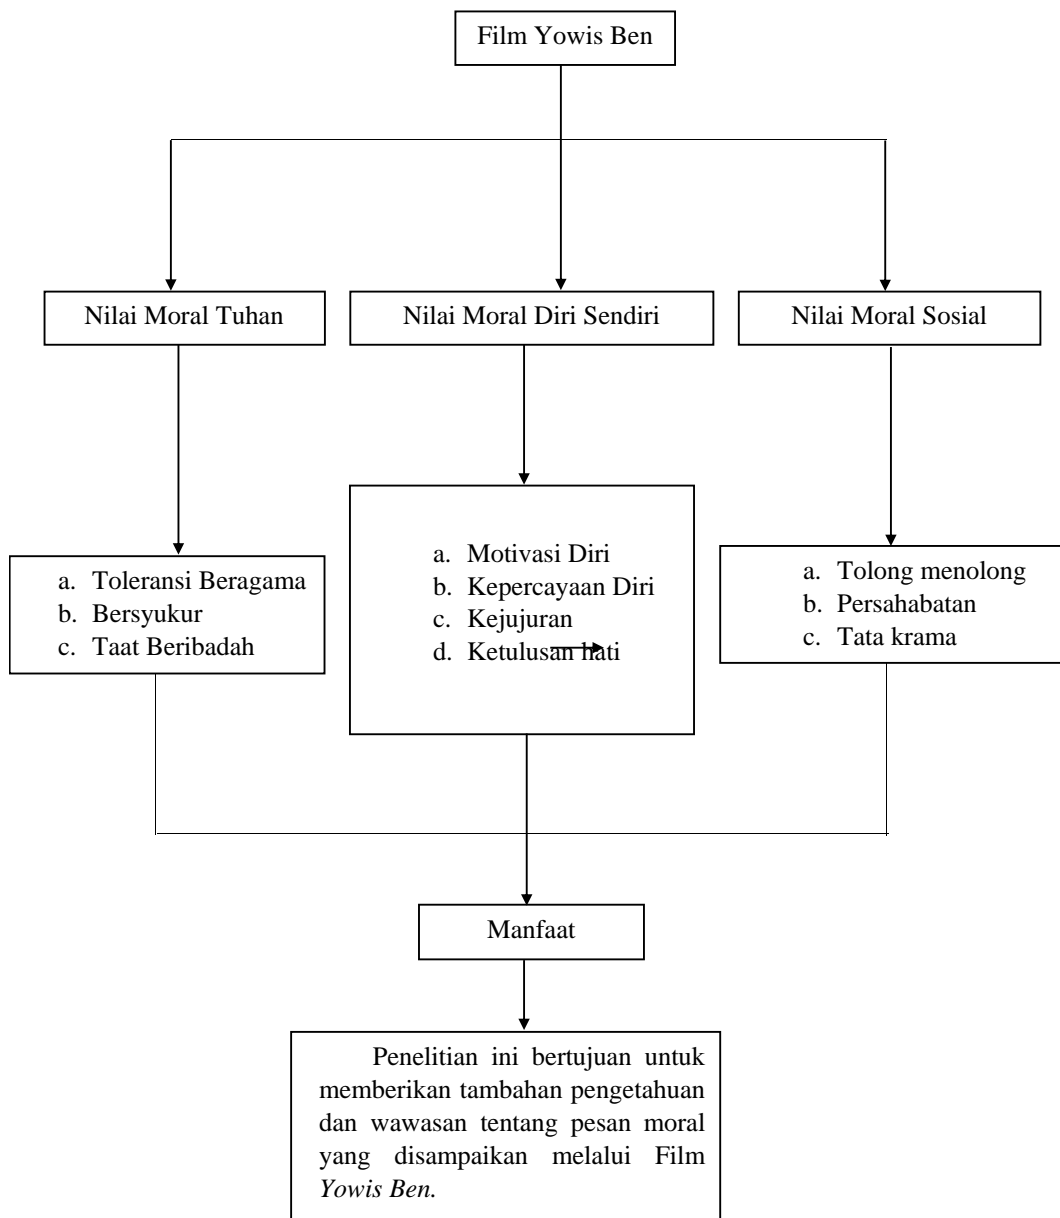 Film Yowis Ben
Nilai Moral Tuhan
Nilai Moral Diri Sendiri
Nilai Moral Sosial
a. Toleransi Beragama
b. Bersyukur
c. Taat Beribadah
a. Motivasi Diri
b. Kepercayaan Diri
c. Kejujuran
d. Ketulusan hati
a. Tolong menolong
b. Persahabatan
c. Tata krama
Manfaat
Penelitian ini bertujuan untuk
memberikan tambahan pengetahuan
dan wawasan tentang pesan moral
yang disampaikan melalui Film
Yowis Ben.